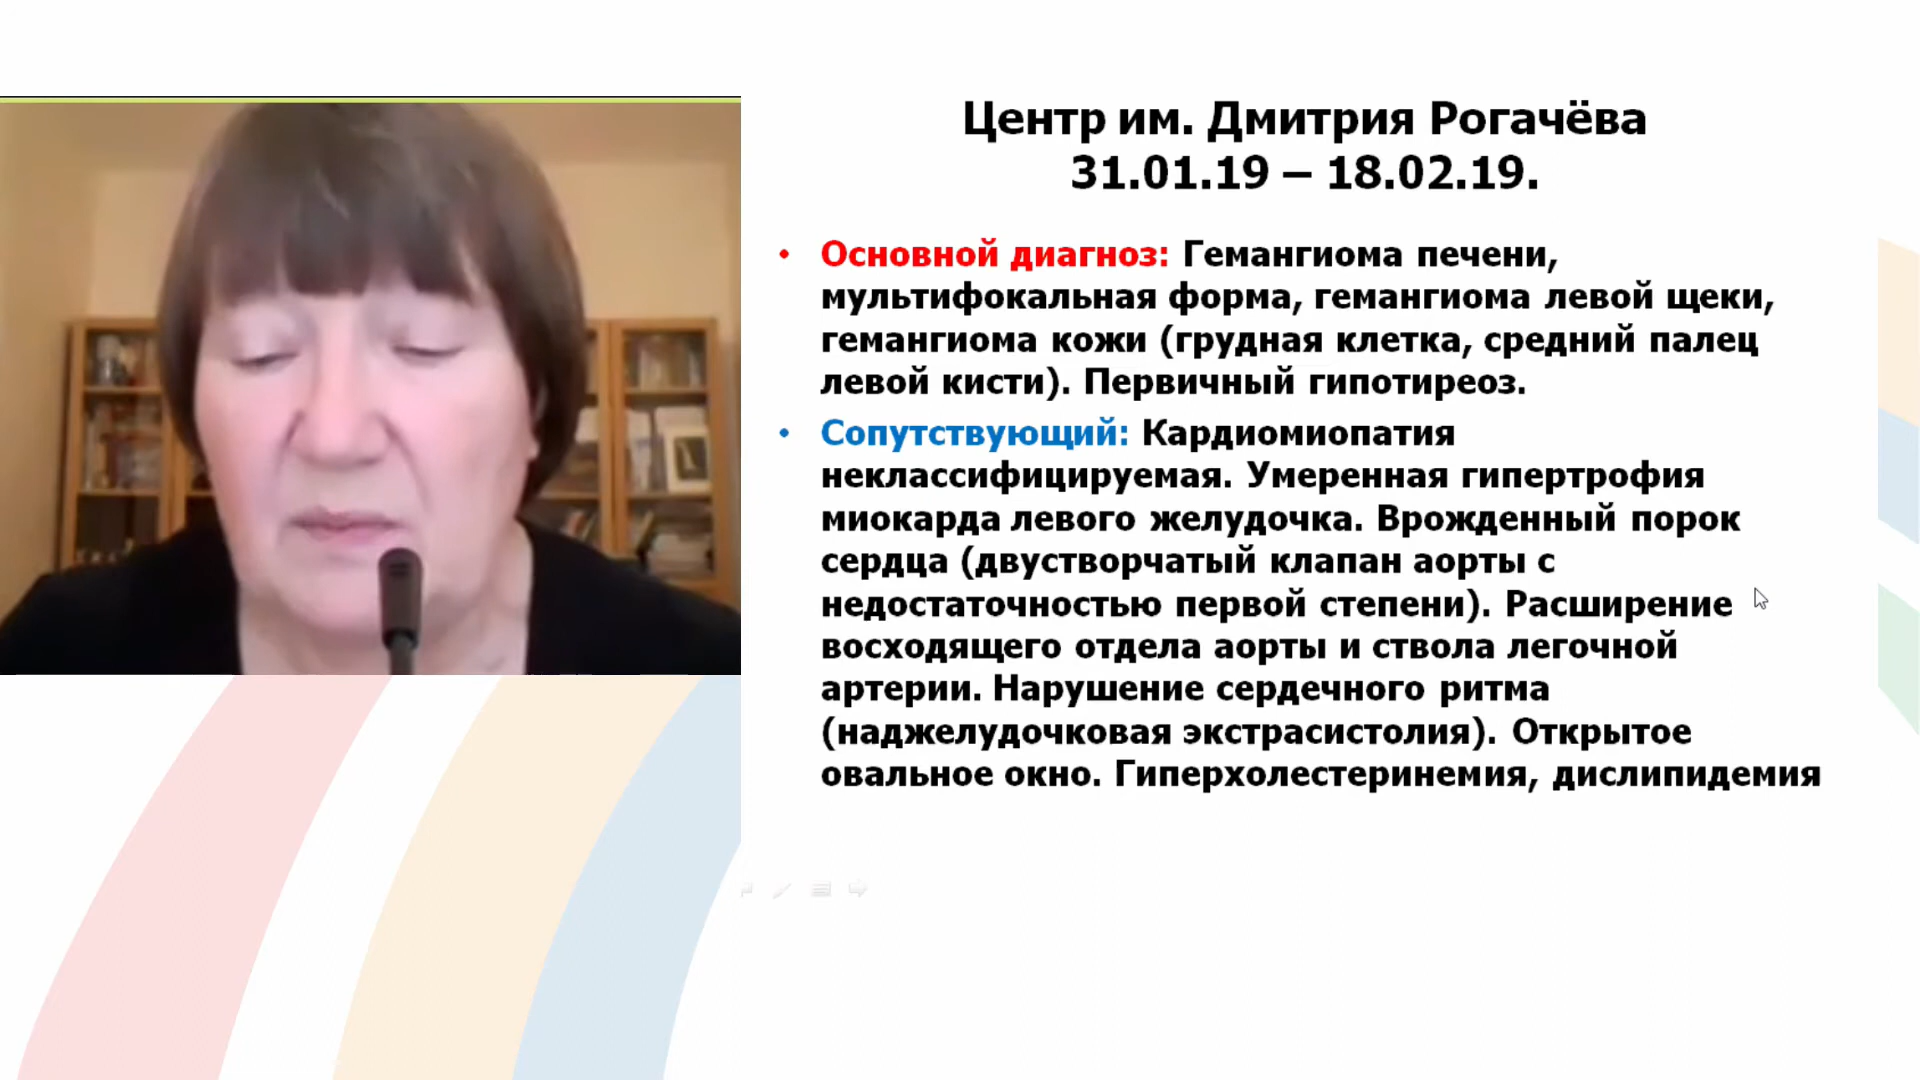 Центр им. Дмитрия Рогачёва
31.01.19 – 18.02.19.
• Основной диагноз: Гемангиома печени,
мультифокальная форма, гемангиома левой щеки,
гемангиома кожи (грудная клетка, средний палец
левой кисти). Первичный гипотиреоз.
• Сопутствующий: Кардиомиопатия
неклассифицируемая. Умеренная гипертрофия
миокарда левого желудочка. Врожденный порок
сердца (двустворчатый клапан аорты с
недостаточностью первой степени). Расширение
восходящего отдела аорты и ствола легочной
артерии. Нарушение сердечного ритма
(наджелудочковая экстрасистолия). Открытое
овальное окно. Гиперхолестеринемия, дислипидемия